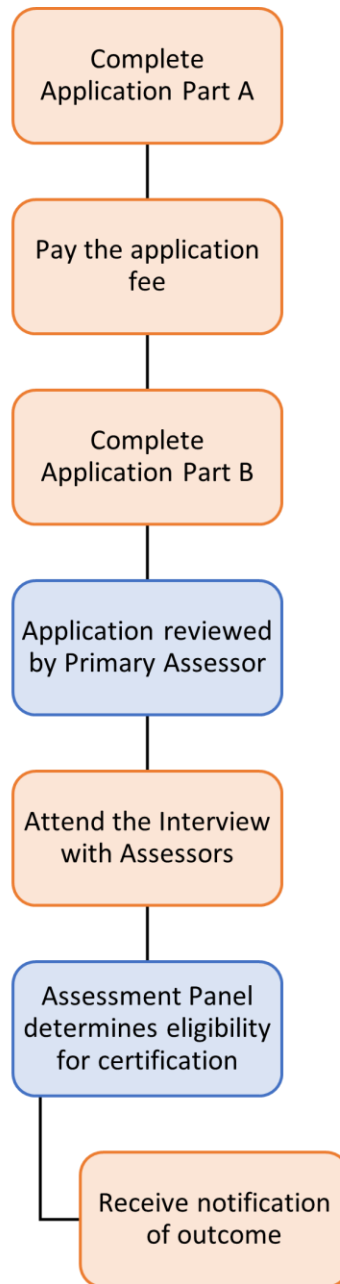 Complete
Application Part A
Pay the application
fee
Complete
Application Part B
Application reviewed
by Primary Assessor
Attend the Interview
with Assessors
Assessment Panel
determines eligibility
for certification
Receive notification
of outcome